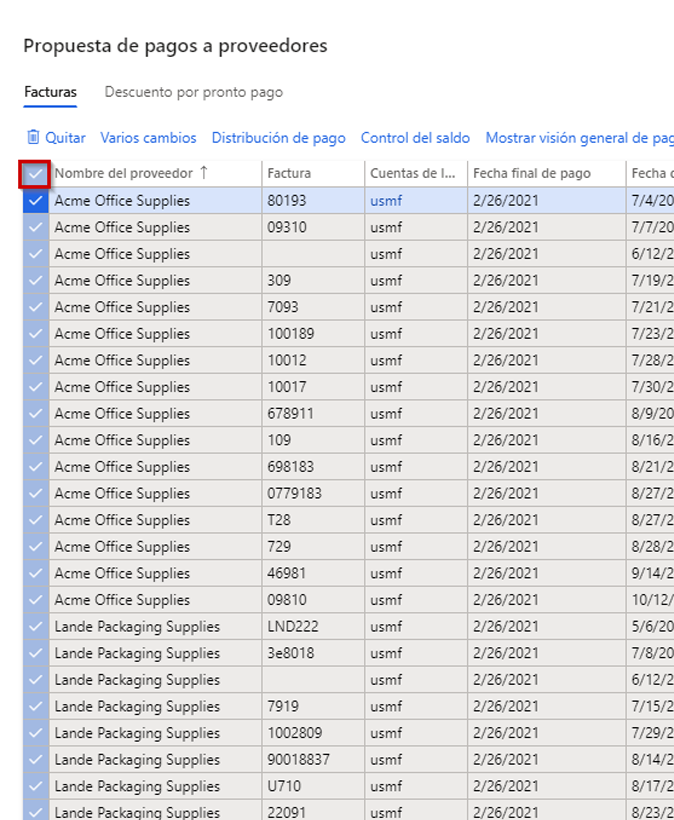 Propuesta de pagos a proveedores
Facturas Descuento por pronto pago
Quitar Varios cambios Distribución de pago Control del saldo Mostrar visión general de pag
Nombre del proveedor ↑ Factura Cuentas de l... Fecha final de pago Fecha d
Acme Office Supplies 80193 usmf 2/26/2021 7/4/20
Acme Office Supplies 09310 usmf 2/26/2021 7/7/20
Acme Office Supplies usmf 2/26/2021 6/12/2
Acme Office Supplies 309 usmf 2/26/2021 7/19/2
Acme Office Supplies 7093 usmf 2/26/2021 7/21/2
Acme Office Supplies 100189 usmf 2/26/2021 7/23/2
Acme Office Supplies 10012 usmf 2/26/2021 7/28/2
Acme Office Supplies 10017 usmf 2/26/2021 7/30/2
Acme Office Supplies 678911 usmf 2/26/2021 8/9/20
Acme Office Supplies 109 usmf 2/26/2021 8/16/2
Acme Office Supplies 698183 usmf 2/26/2021 8/21/2
Acme Office Supplies 0779183 usmf 2/26/2021 8/27/2
Acme Office Supplies T28 usmf 2/26/2021 8/27/2
Acme Office Supplies 729 usmf 2/26/2021 8/28/2
Acme Office Supplies 46981 usmf 2/26/2021 9/14/2
Acme Office Supplies 09810 usmf 2/26/2021 10/12/
Lande Packaging Supplies LND222 usmf 2/26/2021 5/6/20
Lande Packaging Supplies 3e8018 usmf 2/26/2021 7/8/20
Lande Packaging Supplies usmf 2/26/2021 6/12/2
Lande Packaging Supplies 7919 usmf 2/26/2021 7/15/2
Lande Packaging Supplies 1002809 usmf 2/26/2021 7/29/2
Lande Packaging Supplies 90018837 usmf 2/26/2021 8/14/2
Lande Packaging Supplies U710 usmf 2/26/2021 8/17/2
Lande Packaging Supplies 22091 usmf 2/26/2021 8/23/2